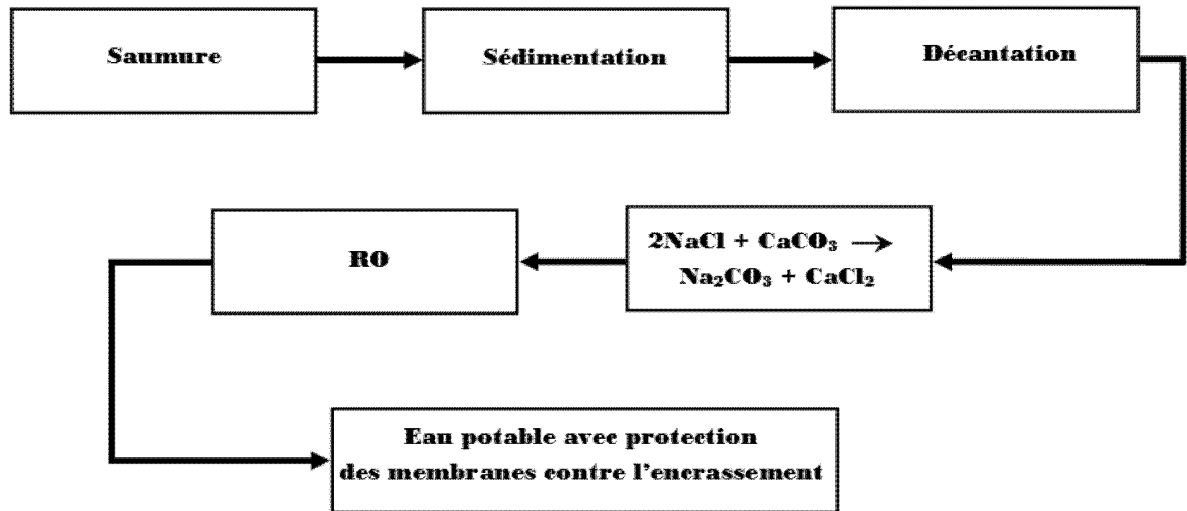 Saumure
Sédimentation
Décantation
2NaCl + CaCO₃ →
Na₂CO₃ + CaCl₂
RO
Eau potable avec protection
des membranes contre l'encrassement